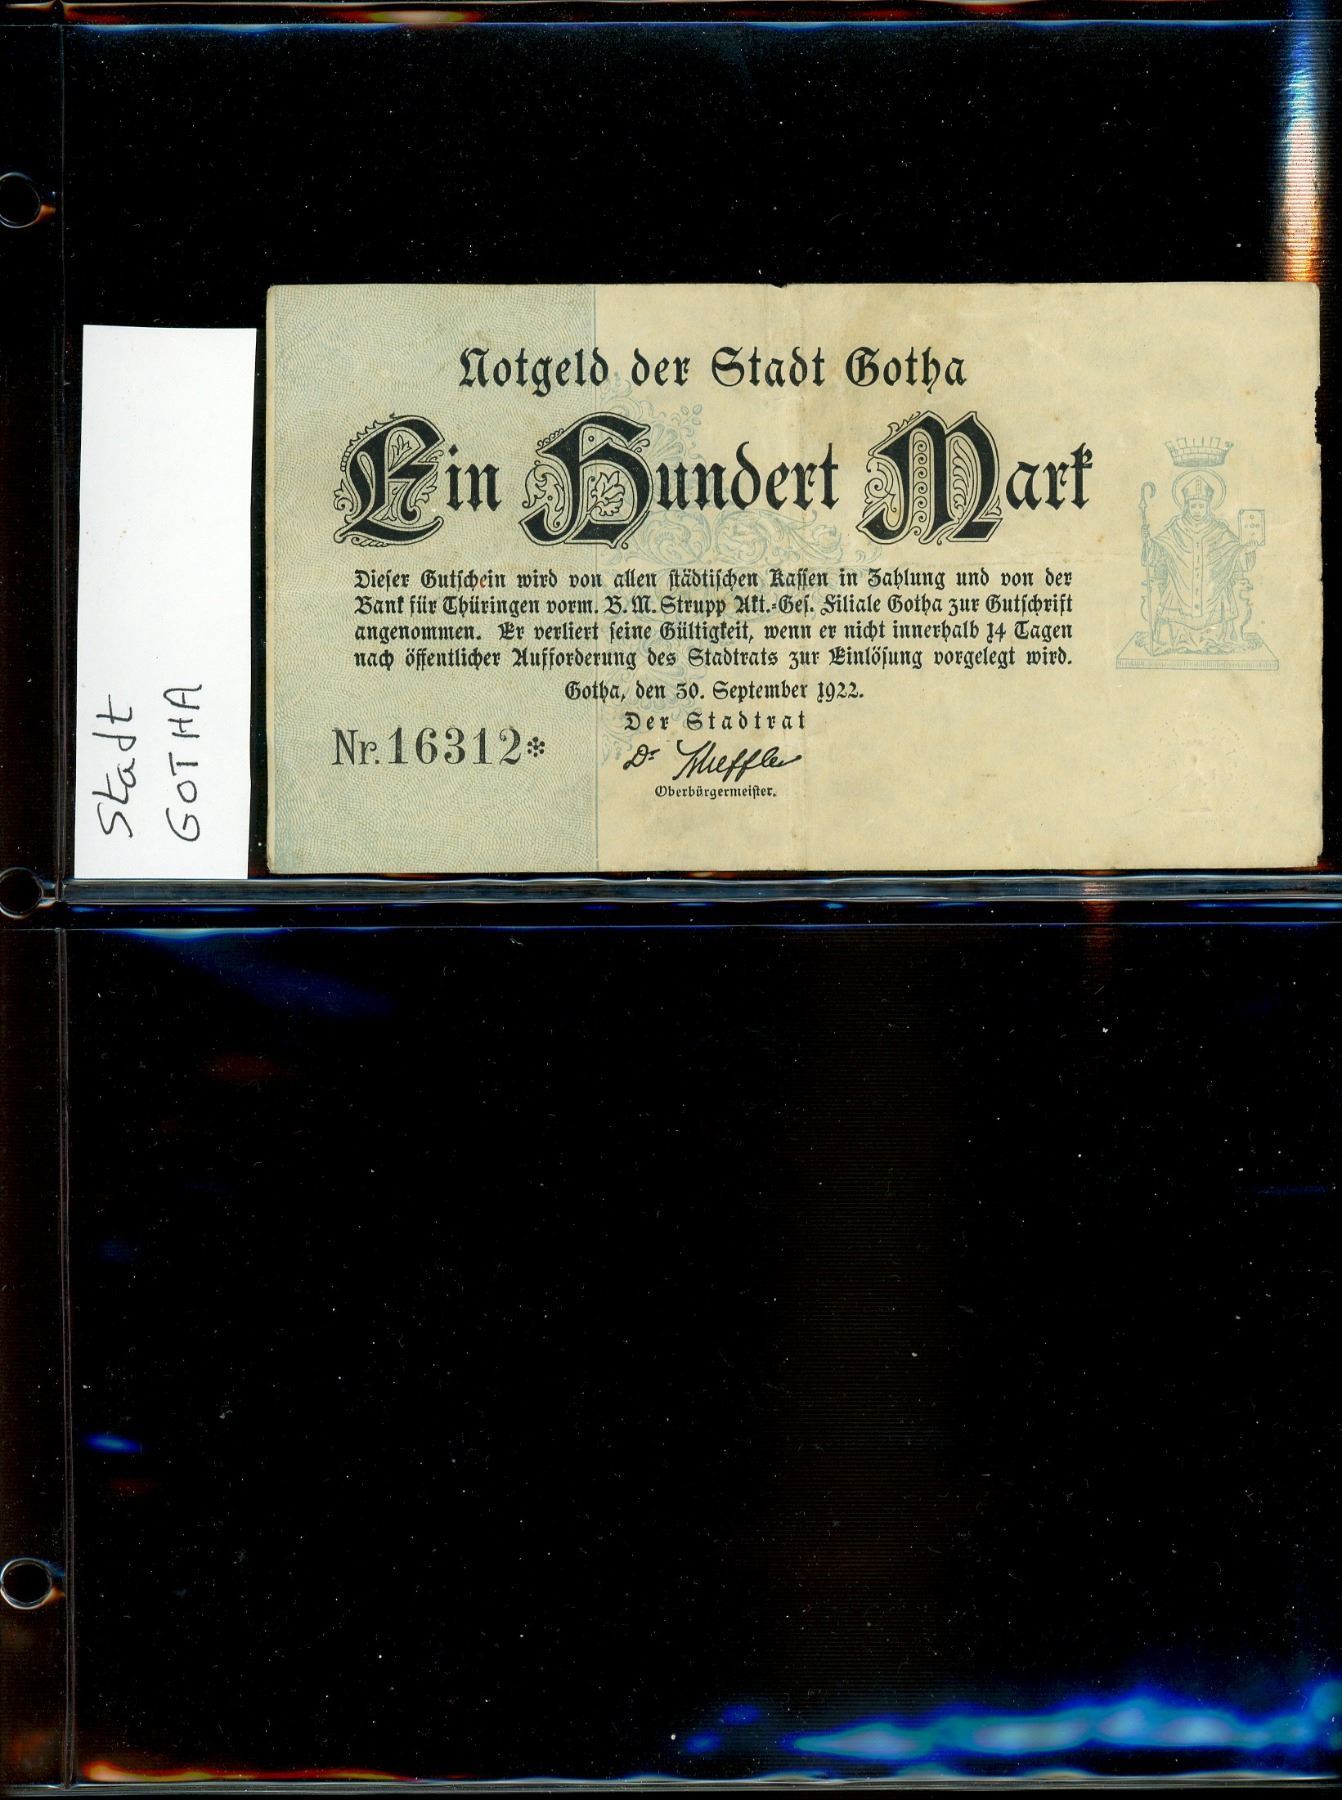 Stadt
GOTHA
Notgeld der Stadt Gotha
Ein Hundert Mark
Dieser Gutschein wird von allen städtischen Kassen in Zahlung und von der
Bank für Thüringen vorm. B. M. Strupp Akt.-Ges. Filiale Gotha zur Gutschrift
angenommen. Er verliert seine Gültigkeit, wenn er nicht innerhalb 14 Tagen
nach öffentlicher Aufforderung des Stadtrats zur Einlösung vorgelegt wird.
Gotha, den 30. September 1922.
Der Stadtrat
Nr. 16312*
Dr Scheffler
Oberbürgermeister.